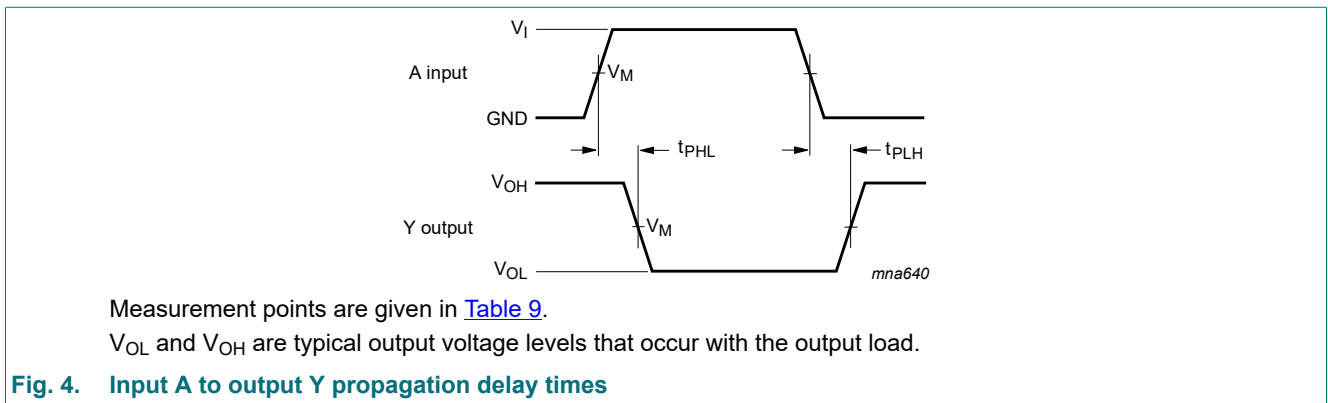 VI
A input
VM
GND
tPHL
tPLH
VOH
Y output
VM
VOL
mna640
Measurement points are given in Table 9.
VOL and VOH are typical output voltage levels that occur with the output load.
Fig. 4. Input A to output Y propagation delay times